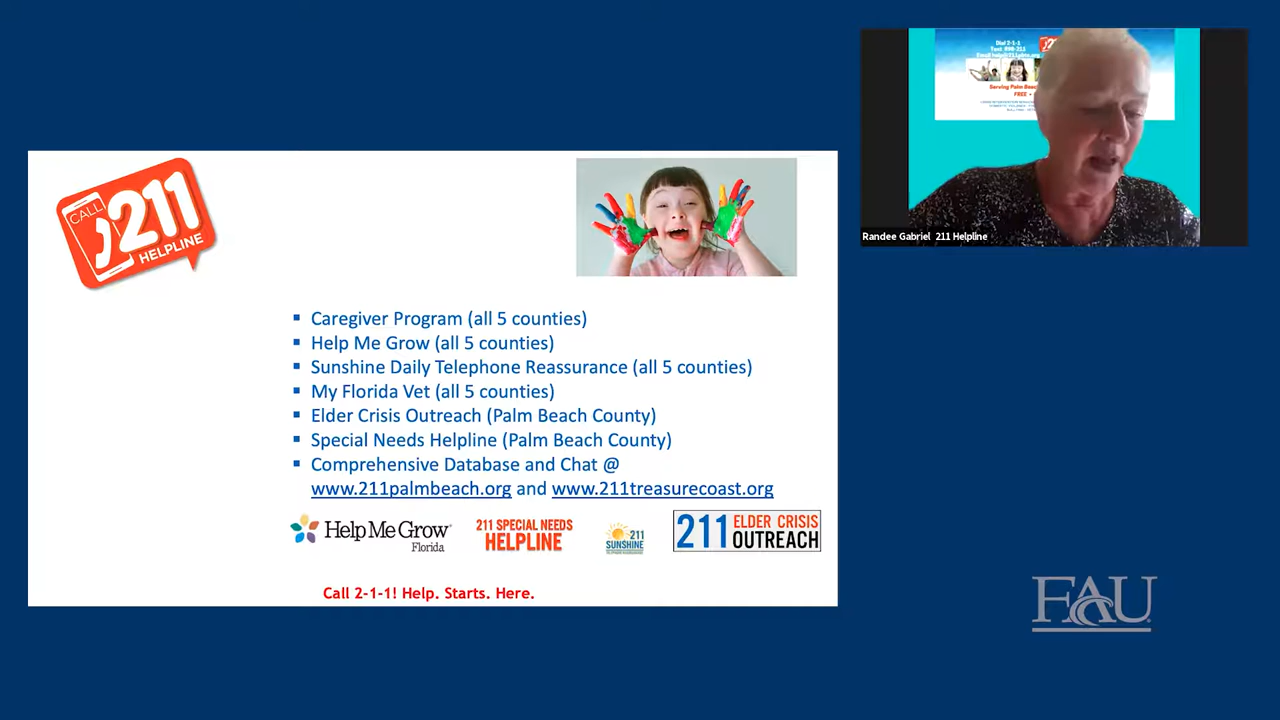 CALL 211
HELPLINE
Caregiver Program (all 5 counties)
Help Me Grow (all 5 counties)
Sunshine Daily Telephone Reassurance (all 5 counties)
My Florida Vet (all 5 counties)
Elder Crisis Outreach (Palm Beach County)
Special Needs Helpline (Palm Beach County)
Comprehensive Database and Chat @
www.211palmbeach.org and www.211treasurecoast.org
Help Me Grow
Florida
211 SPECIAL NEEDS
HELPLINE
211
SUNSHINE
211 ELDER CRISIS
OUTREACH
Call 2-1-1! Help. Starts. Here.
Dial 2-1-1
Serving Palm Beach
FREE
Randee Gabriel 211 Helpline
FAU